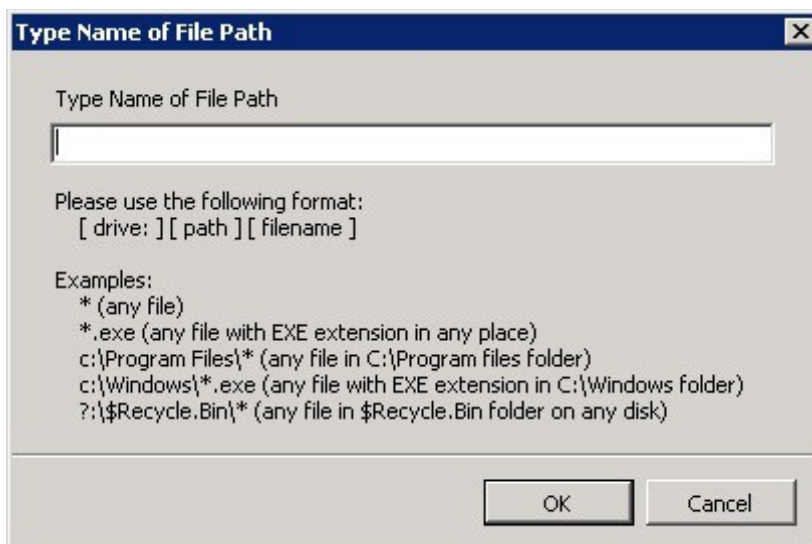 Type Name of File Path
Type Name of File Path
Please use the following format:
[ drive: ] [ path ] [ filename ]
Examples:
* (any file)
*.exe (any file with EXE extension in any place)
c:\Program Files\* (any file in C:\Program files folder)
c:\Windows\*.exe (any file with EXE extension in C:\Windows folder)
?:\$Recycle.Bin\* (any file in $Recycle.Bin folder on any disk)
OK Cancel